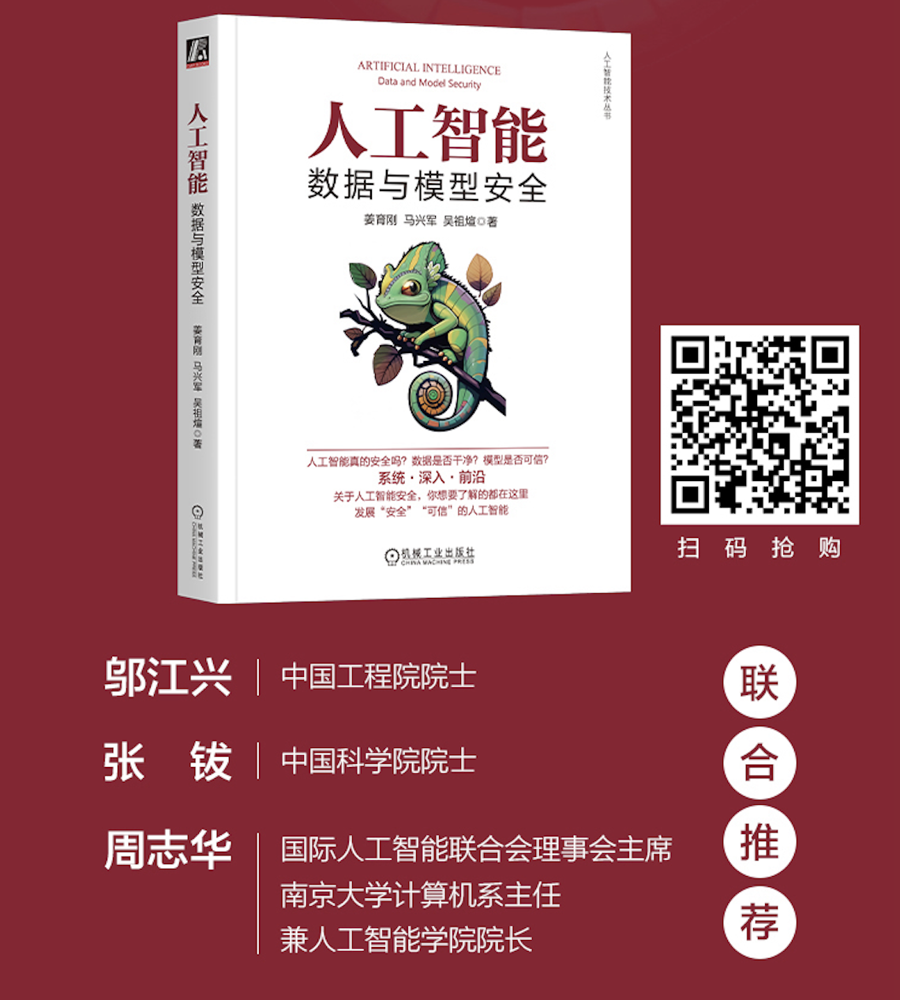 ARTIFICIAL INTELLIGENCE
Data and Model Security
人工智能技术丛书
人工智能
数据与模型安全
姜育刚 马兴军 吴祖煊◎著
人工智能真的安全吗？数据是否干净？模型是否可信？
系统·深入·前沿
关于人工智能安全，你想要了解的都在这里
发展“安全”“可信”的人工智能
机械工业出版社
CHINA MACHINE PRESS
人工智能
数据与模型安全
姜育刚 马兴军 吴祖煊◎著
机械工业出版社
CHINA MACHINE PRESS
扫码抢购
邬江兴
中国工程院院士
张 钹
中国科学院院士
周志华
国际人工智能联合会理事会主席
南京大学计算机系主任
兼人工智能学院院长
联合推荐